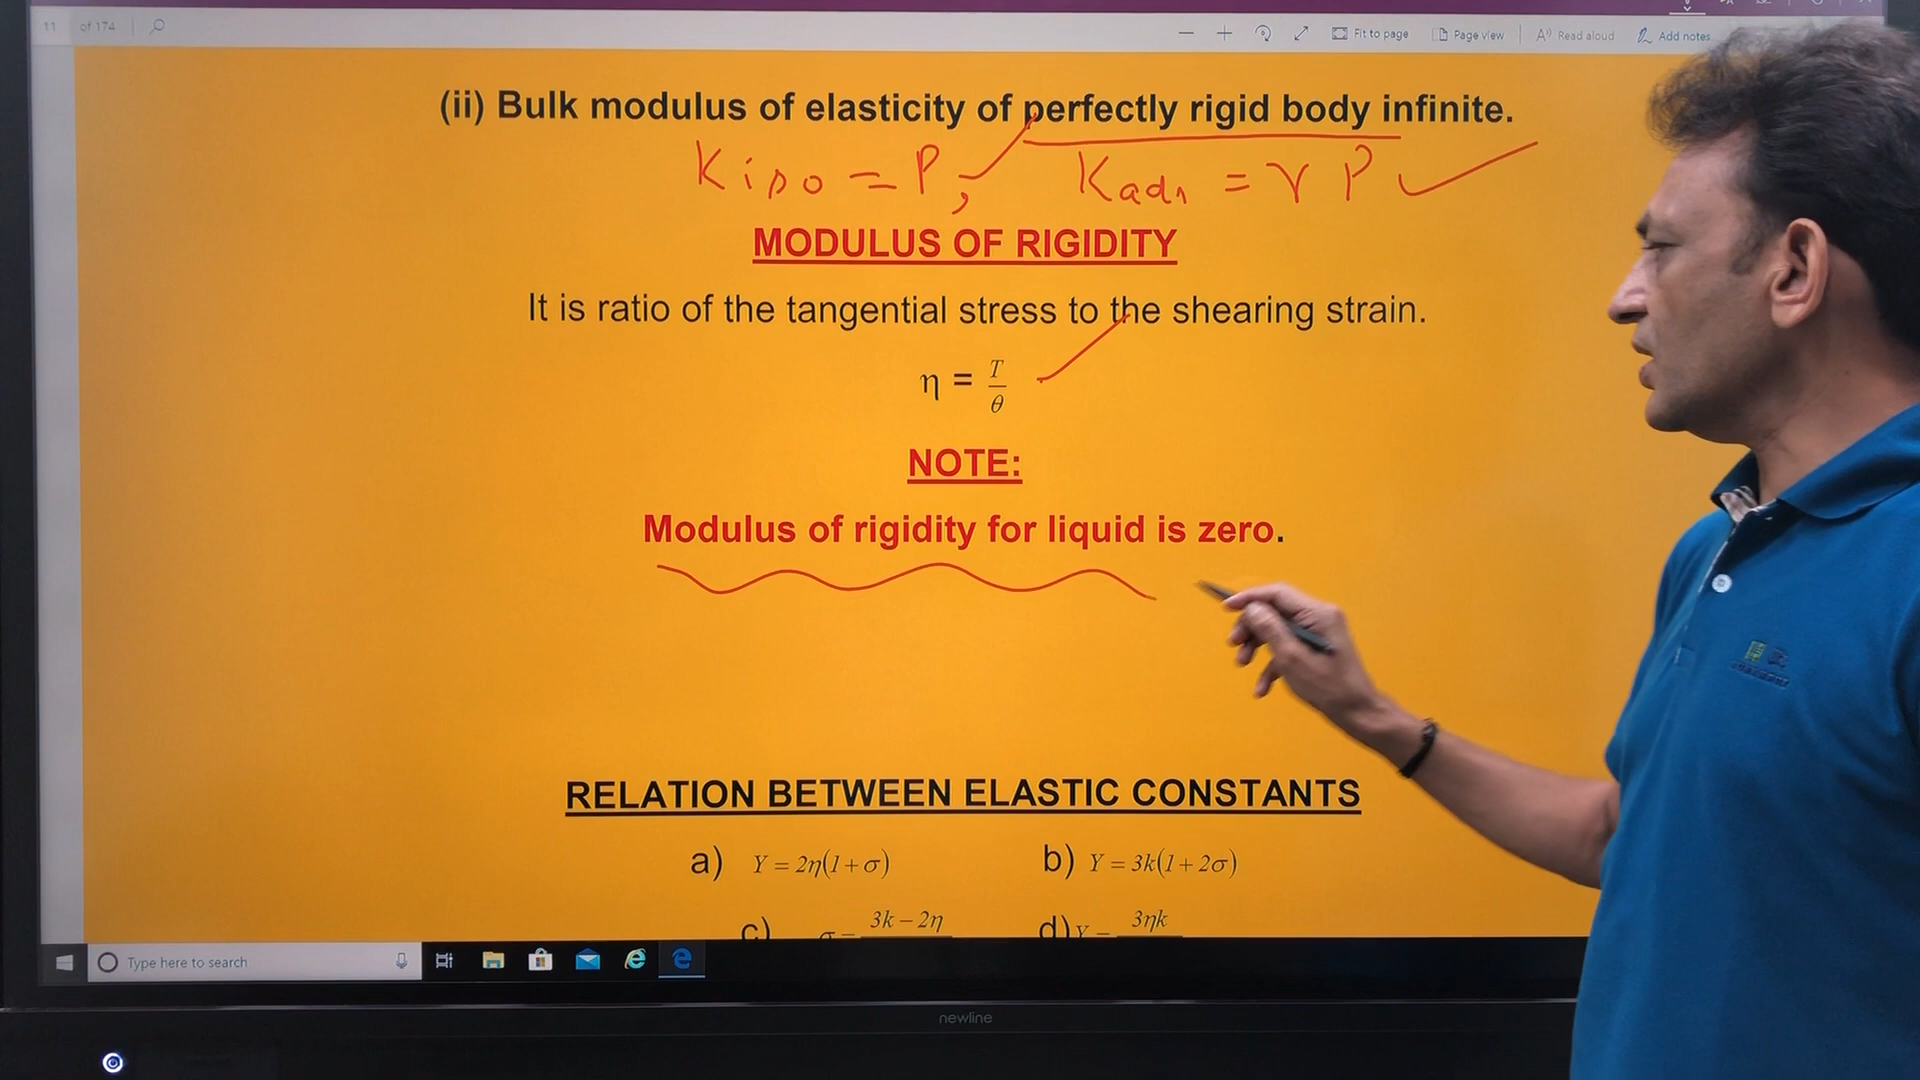 11 of 174
Fit to page Page view Read aloud Add notes
(ii) Bulk modulus of elasticity of perfectly rigid body infinite.
Kiso = P, Kadi = γ P
MODULUS OF RIGIDITY
It is ratio of the tangential stress to the shearing strain.
η = T/θ
NOTE:
Modulus of rigidity for liquid is zero.
RELATION BETWEEN ELASTIC CONSTANTS
a) Y = 2η(1 + σ) b) Y = 3k(1 + 2σ)
c) σ = 3k – 2η d) Y = 3ηk
Type here to search
newline